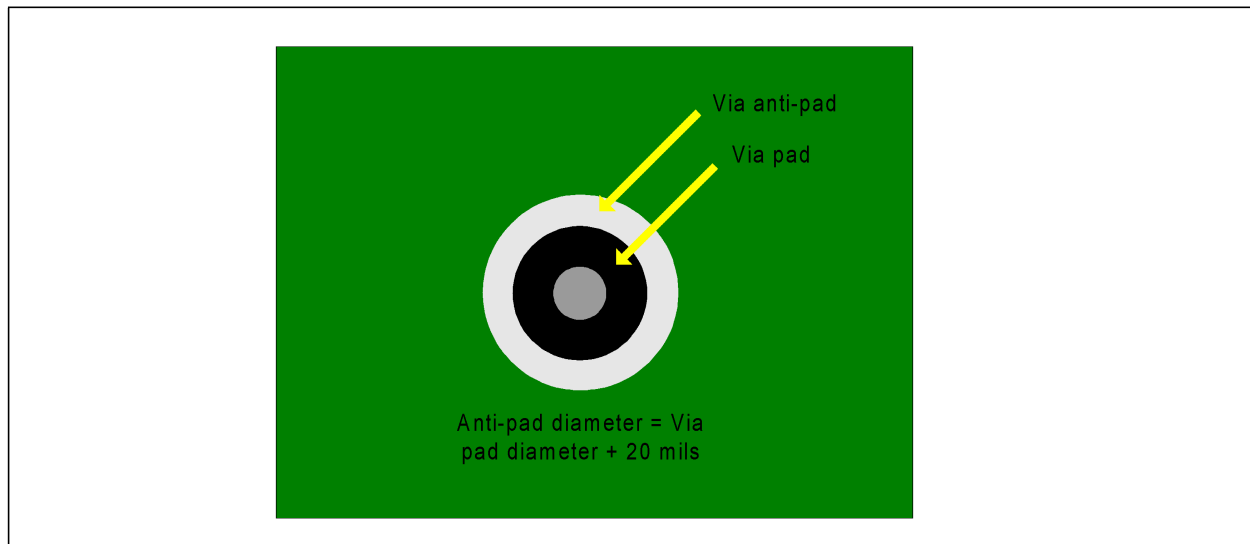 Via anti-pad
Via pad
Anti-pad diameter = Via
pad diameter + 20 mils